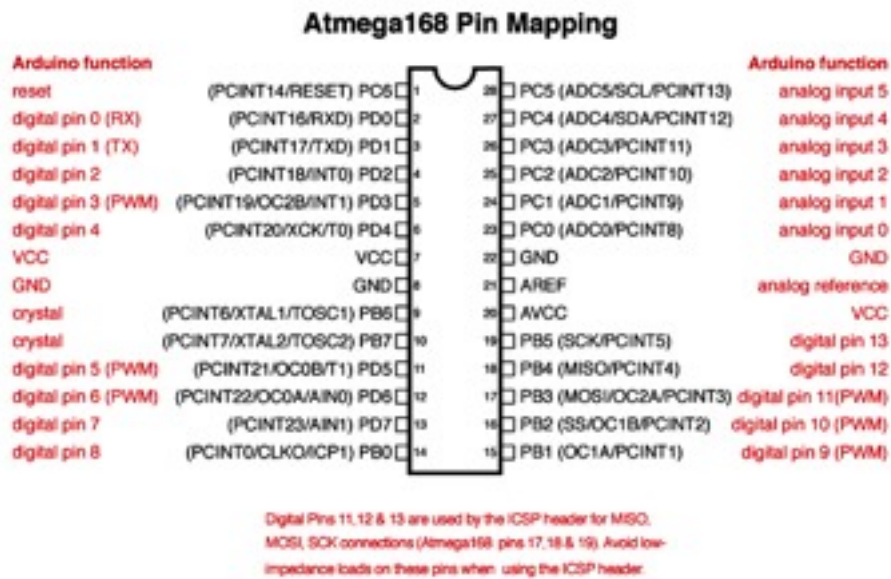 Atmega168 Pin Mapping
Arduino function Arduino function
reset (PCINT14/RESET) PC6 1 28 PC5 (ADC5/SCL/PCINT13) analog input 5
digital pin 0 (RX) (PCINT16/RXD) PD0 2 27 PC4 (ADC4/SDA/PCINT12) analog input 4
digital pin 1 (TX) (PCINT17/TXD) PD1 3 26 PC3 (ADC3/PCINT11) analog input 3
digital pin 2 (PCINT18/INT0) PD2 4 25 PC2 (ADC2/PCINT10) analog input 2
digital pin 3 (PWM) (PCINT19/OC2B/INT1) PD3 5 24 PC1 (ADC1/PCINT9) analog input 1
digital pin 4 (PCINT20/XCK/T0) PD4 6 23 PC0 (ADC0/PCINT8) analog input 0
VCC VCC 7 22 GND GND
GND GND 8 21 AREF analog reference
crystal (PCINT6/XTAL1/TOSC1) PB6 9 20 AVCC VCC
crystal (PCINT7/XTAL2/TOSC2) PB7 10 19 PB5 (SCK/PCINT5) digital pin 13
digital pin 5 (PWM) (PCINT21/OC0B/T1) PD5 11 18 PB4 (MISO/PCINT4) digital pin 12
digital pin 6 (PWM) (PCINT22/OC0A/AIN0) PD6 12 17 PB3 (MOSI/OC2A/PCINT3) digital pin 11(PWM)
digital pin 7 (PCINT23/AIN1) PD7 13 16 PB2 (SS/OC1B/PCINT2) digital pin 10 (PWM)
digital pin 8 (PCINT0/CLKO/ICP1) PB0 14 15 PB1 (OC1A/PCINT1) digital pin 9 (PWM)
Digital Pins 11, 12 & 13 are used by the ICSP header for MISO,
MOSI, SCK connections (Atmega168 pins 17, 18 & 19). Avoid low-
impedance loads on these pins when using the ICSP header.